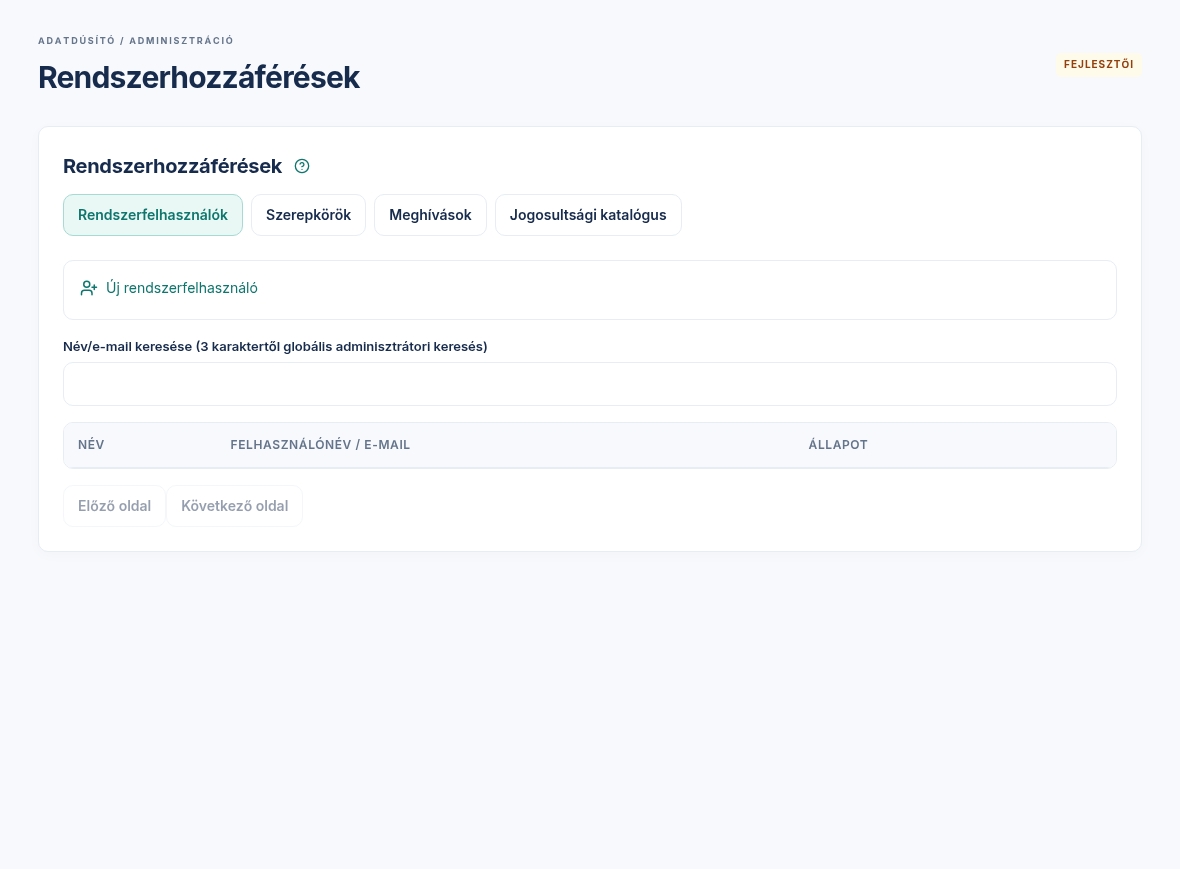 ADATDÚSÍTÓ / ADMINISZTRÁCIÓ
Rendszerhozzáférések
FEJLESZTŐI
Rendszerhozzáférések
Rendszerfelhasználók
Szerepkörök
Meghívások
Jogosultsági katalógus
Új rendszerfelhasználó
Név/e-mail keresése (3 karaktertől globális adminisztrátori keresés)
NÉV
FELHASZNÁLÓNÉV / E-MAIL
ÁLLAPOT
Előző oldal
Következő oldal